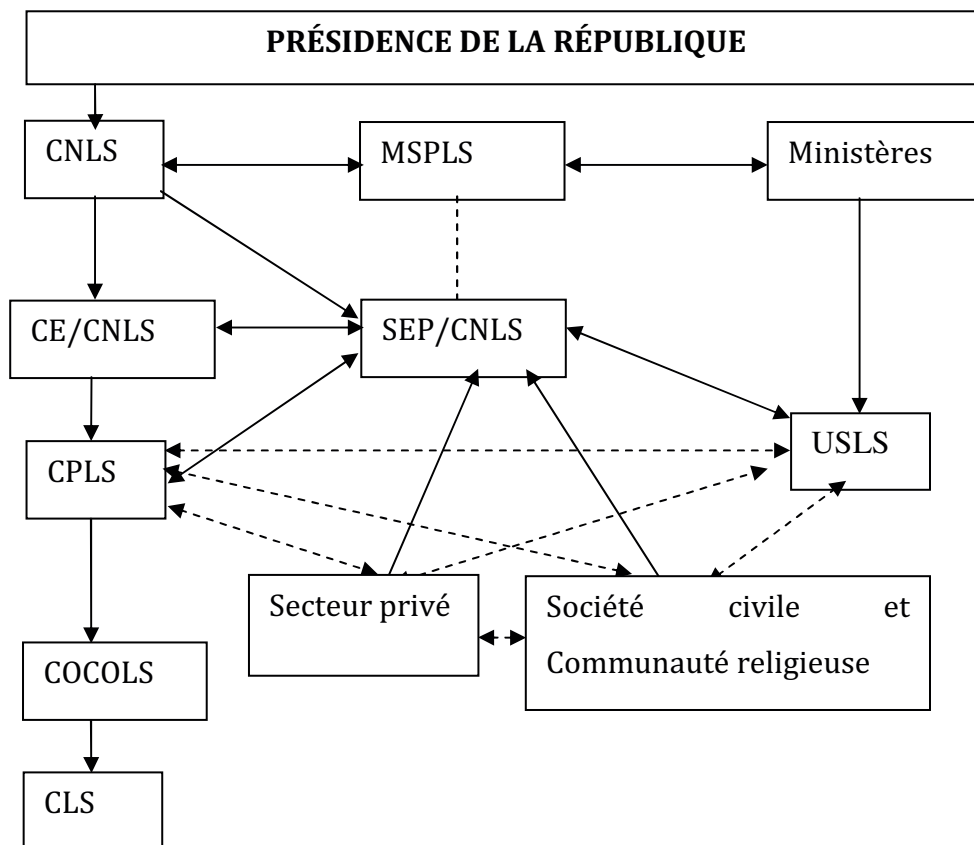 PRÉSIDENCE DE LA RÉPUBLIQUE
CNLS
MSPLS
Ministères
CE/CNLS
SEP/CNLS
CPLS
USLS
Secteur privé
Société civile et
Communauté religieuse
COCOLS
CLS